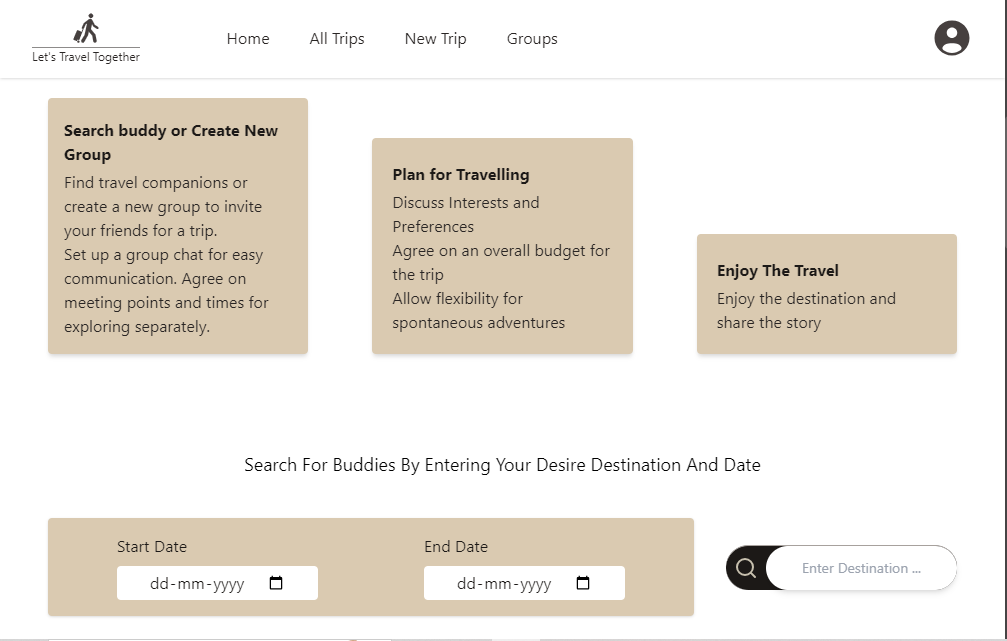 Let's Travel Together
Home
All Trips
New Trip
Groups
Search buddy or Create New
Group
Find travel companions or
create a new group to invite
your friends for a trip.
Set up a group chat for easy
communication. Agree on
meeting points and times for
exploring separately.
Plan for Travelling
Discuss Interests and
Preferences
Agree on an overall budget for
the trip
Allow flexibility for
spontaneous adventures
Enjoy The Travel
Enjoy the destination and
share the story
Search For Buddies By Entering Your Desire Destination And Date
Start Date
dd-mm-yyyy
End Date
dd-mm-yyyy
Enter Destination ...